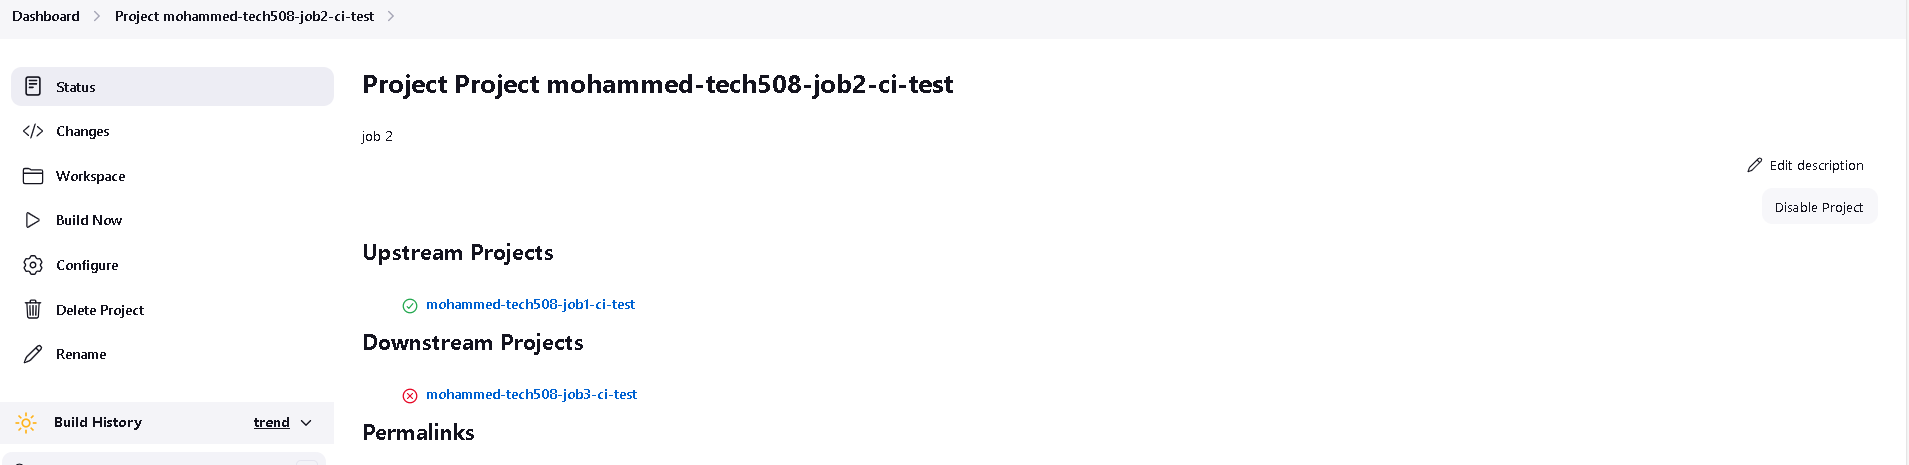 Dashboard
Project mohammed-tech508-job2-ci-test
Status
Changes
Workspace
Build Now
Configure
Delete Project
Rename
Build History
trend
Project Project mohammed-tech508-job2-ci-test
job 2
Edit description
Disable Project
Upstream Projects
mohammed-tech508-job1-ci-test
Downstream Projects
mohammed-tech508-job3-ci-test
Permalinks